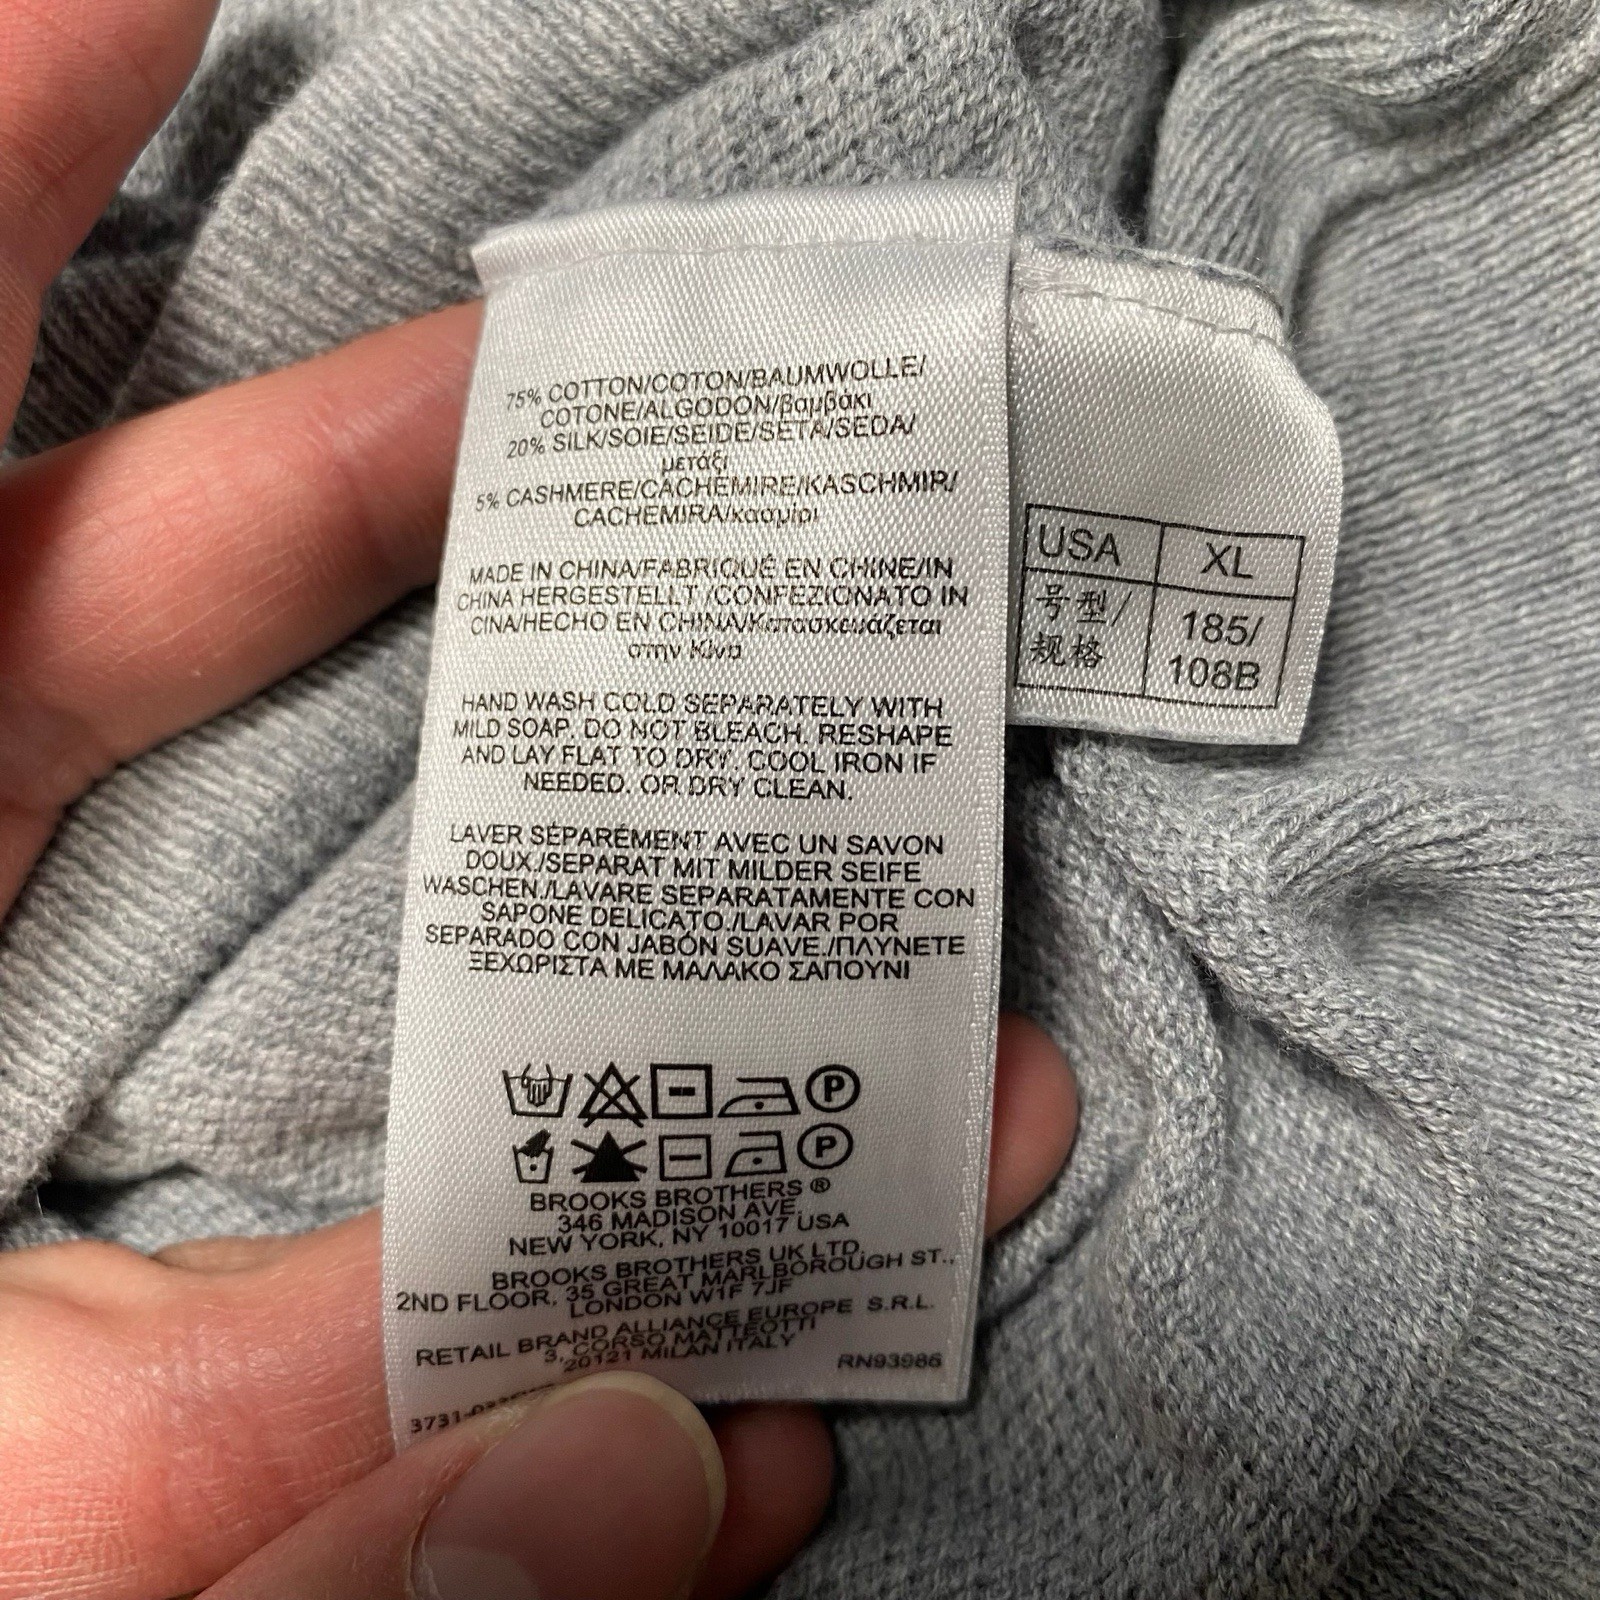 75% COTTON/COTON/BAUMWOLLE/
COTONE/ALGODON/βαμβάκι
20% SILK/SOIE/SEIDE/SETA/SEDA/
μετάξι
5% CASHMERE/CACHEMIRE/KASCHMIR/
CACHEMIRA/κασμίρι
MADE IN CHINA/FABRIQUÉ EN CHINE/IN
CHINA HERGESTELLT /CONFEZIONATO IN
CINA/HECHO EN CHINA/Κατασκευάζεται
στην Κίνα
HAND WASH COLD SEPARATELY WITH
MILD SOAP. DO NOT BLEACH. RESHAPE
AND LAY FLAT TO DRY. COOL IRON IF
NEEDED. OR DRY CLEAN.
LAVER SÉPARÉMENT AVEC UN SAVON
DOUX./SEPARAT MIT MILDER SEIFE
WASCHEN./LAVARE SEPARATAMENTE CON
SAPONE DELICATO./LAVAR POR
SEPARADO CON JABÓN SUAVE./ΠΛΥΝΕΤΕ
ΞΕΧΩΡΙΣΤΑ ΜΕ ΜΑΛΑΚΟ ΣΑΠΟΥΝΙ
P
P
BROOKS BROTHERS ®
346 MADISON AVE.
NEW YORK, NY 10017 USA
BROOKS BROTHERS UK LTD.
2ND FLOOR, 35 GREAT MARLBOROUGH ST.,
LONDON W1F 7JF
RETAIL BRAND ALLIANCE EUROPE S.R.L.
3, CORSO MATTEOTTI
20121 MILAN ITALY
RN93986
USA XL
号型/ 185/
规格 108B